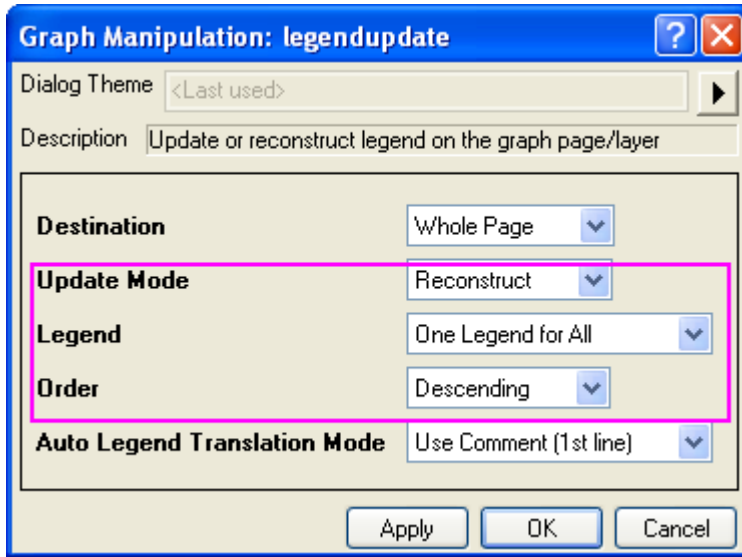 Graph Manipulation: legendupdate
Dialog Theme <Last used>
Description Update or reconstruct legend on the graph page/layer
Destination Whole Page
Update Mode Reconstruct
Legend One Legend for All
Order Descending
Auto Legend Translation Mode Use Comment (1st line)
Apply OK Cancel